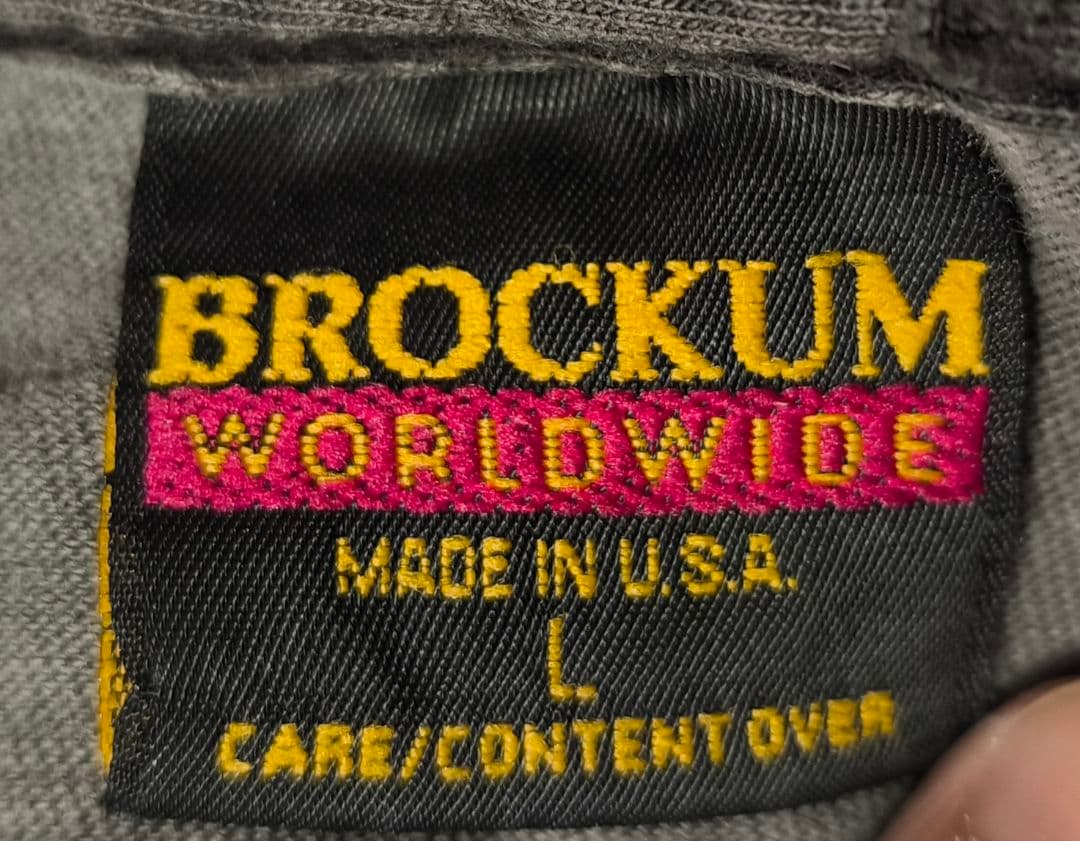 BROCKUM
WORLDWIDE
MADE IN U.S.A.
L
CARE/CONTENT OVER